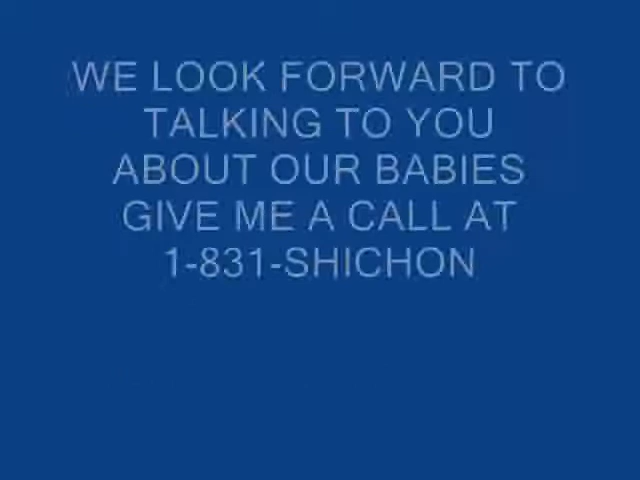 WE LOOK FORWARD TO
TALKING TO YOU
ABOUT OUR BABIES
GIVE ME A CALL AT
1-831-SHICHON